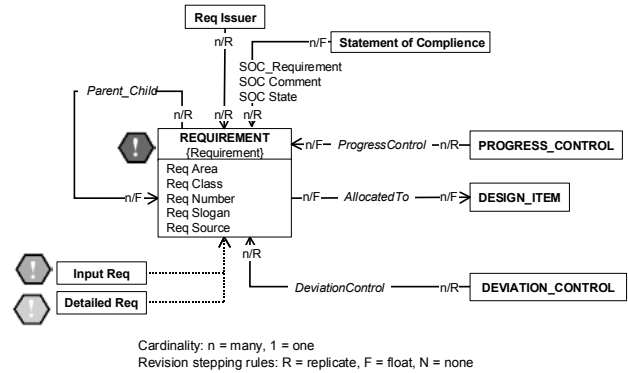 Req Issuer
n/R
n/F
Statement of Complience
SOC_Requirement
SOC Comment
SOC State
Parent_Child
n/R
n/R
n/R
!
REQUIREMENT
{Requirement}
n/F
ProgressControl
n/R
PROGRESS_CONTROL
Req Area
Req Class
Req Number
Req Slogan
Req Source
n/F
n/F
AllocatedTo
n/F
DESIGN_ITEM
n/R
!
Input Req
!
Detailed Req
DeviationControl
n/R
DEVIATION_CONTROL
Cardinality: n = many, 1 = one
Revision stepping rules: R = replicate, F = float, N = none